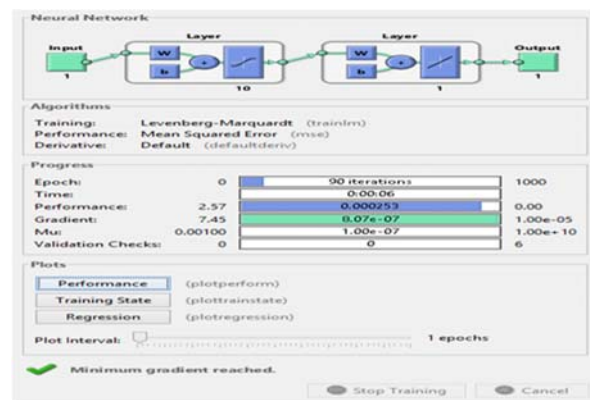 Neural Network
Layer Layer
Input Output
W W
b b
+ +
1 10 1 1
Algorithms
Training: Levenberg-Marquardt (trainlm)
Performance: Mean Squared Error (mse)
Derivative: Default (defaultderiv)
Progress
Epoch: 0 90 iterations 1000
Time: 0:00:06
Performance: 2.57 0.000253 0.00
Gradient: 7.45 8.07e-07 1.00e-05
Mu: 0.00100 1.00e-07 1.00e+10
Validation Checks: 0 0 6
Plots
Performance (plotperform)
Training State (plottrainstate)
Regression (plotregression)
Plot Interval: 1 epochs
Minimum gradient reached.
Stop Training Cancel